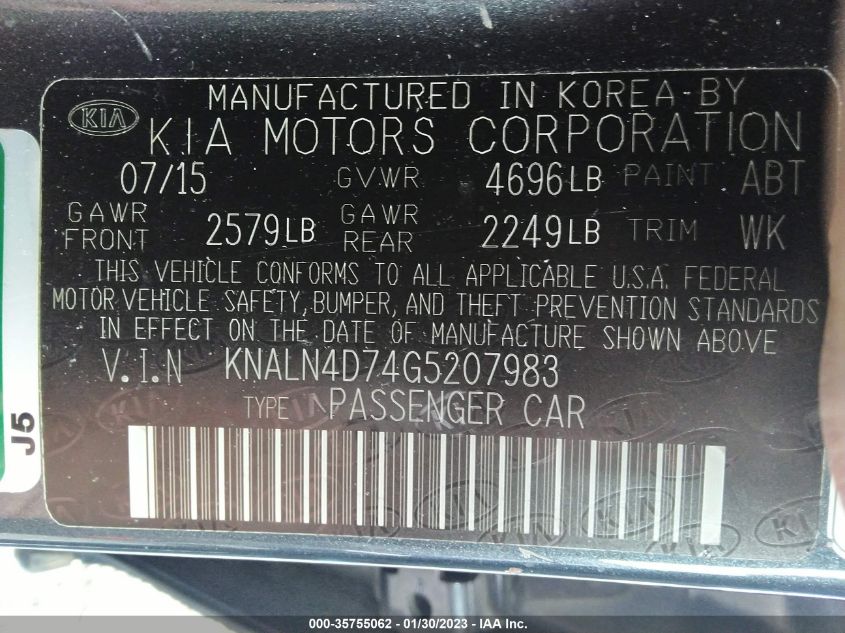 MANUFACTURED IN KOREA-BY
KIA KIA MOTORS CORPORATION
07/15 GVWR 4696LB PAINT ABT
GAWR FRONT 2579LB GAWR REAR 2249LB TRIM WK
THIS VEHICLE CONFORMS TO ALL APPLICABLE U.S.A. FEDERAL
MOTOR VEHICLE SAFETY, BUMPER, AND THEFT PREVENTION STANDARDS
IN EFFECT ON THE DATE OF MANUFACTURE SHOWN ABOVE.
V.I.N KNALN4D74G5207983
TYPE PASSENGER CAR
J5
KIA
000-35755062 - 01/30/2023 - IAA Inc.